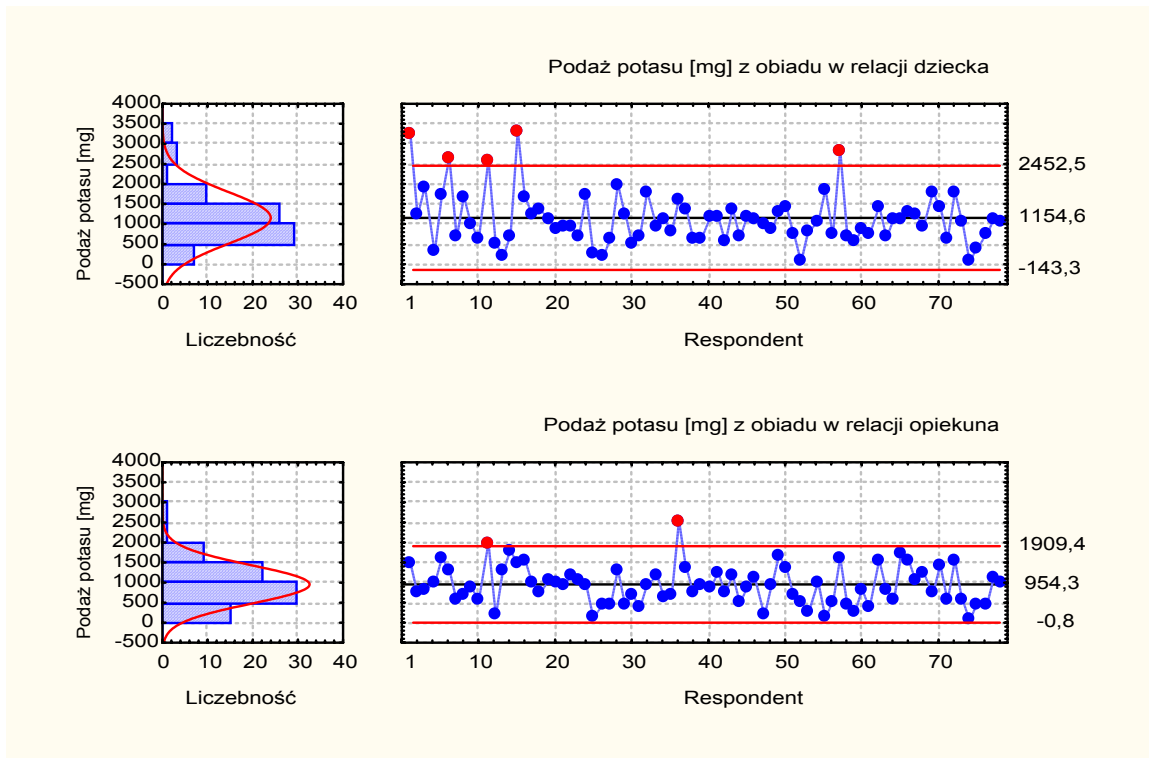 Podaż potasu [mg] z obiadu w relacji dziecka
Podaż potasu [mg]
4000
3500
3000
2500
2000
1500
1000
500
0
-500
0 10 20 30 40
Liczebność
1 10 20 30 40 50 60 70
Respondent
2452,5
1154,6
-143,3
Podaż potasu [mg] z obiadu w relacji opiekuna
Podaż potasu [mg]
4000
3500
3000
2500
2000
1500
1000
500
0
-500
0 10 20 30 40
Liczebność
1 10 20 30 40 50 60 70
Respondent
1909,4
954,3
-0,8